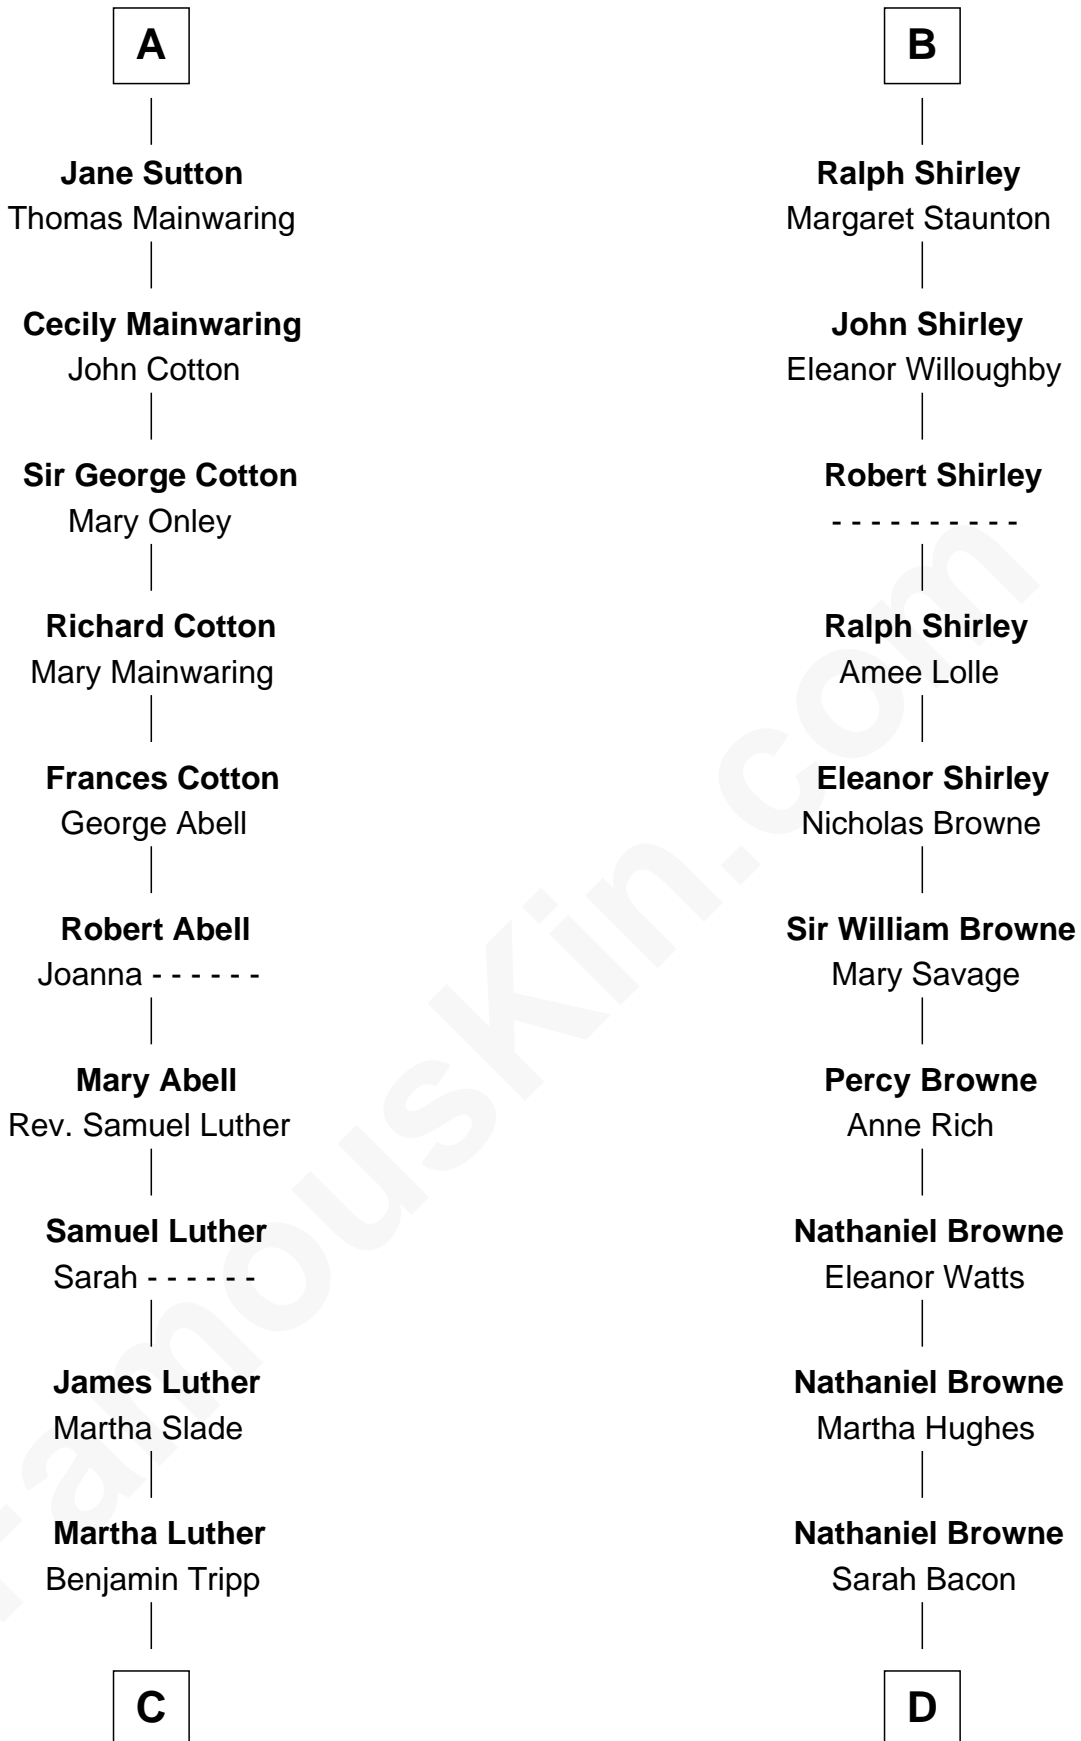 A
Jane Sutton
Thomas Mainwaring
Cecily Mainwaring
John Cotton
Sir George Cotton
Mary Onley
Richard Cotton
Mary Mainwaring
Frances Cotton
George Abell
Robert Abell
Joanna - - - - - -
Mary Abell
Rev. Samuel Luther
Samuel Luther
Sarah - - - - - -
James Luther
Martha Slade
Martha Luther
Benjamin Tripp
C
B
Ralph Shirley
Margaret Staunton
John Shirley
Eleanor Willoughby
Robert Shirley
- - - - - - - - - -
Ralph Shirley
Amee Lolle
Eleanor Shirley
Nicholas Browne
Sir William Browne
Mary Savage
Percy Browne
Anne Rich
Nathaniel Browne
Eleanor Watts
Nathaniel Browne
Martha Hughes
Nathaniel Browne
Sarah Bacon
D
FamousKin.com